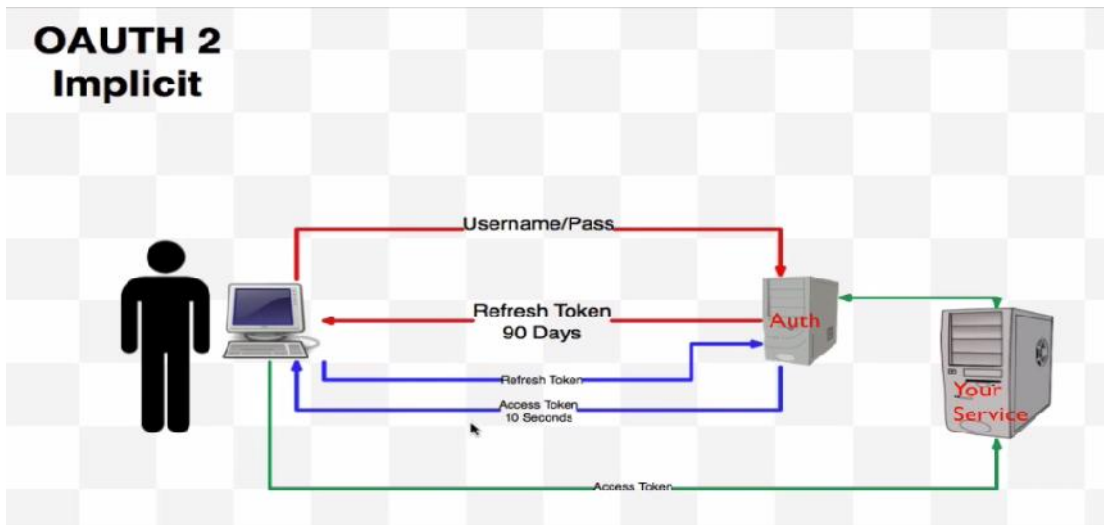 OAUTH 2
Implicit
Username/Pass
Refresh Token
90 Days
Auth
Refresh Token
Access Token
10 Seconds
Your
Service
Access Token